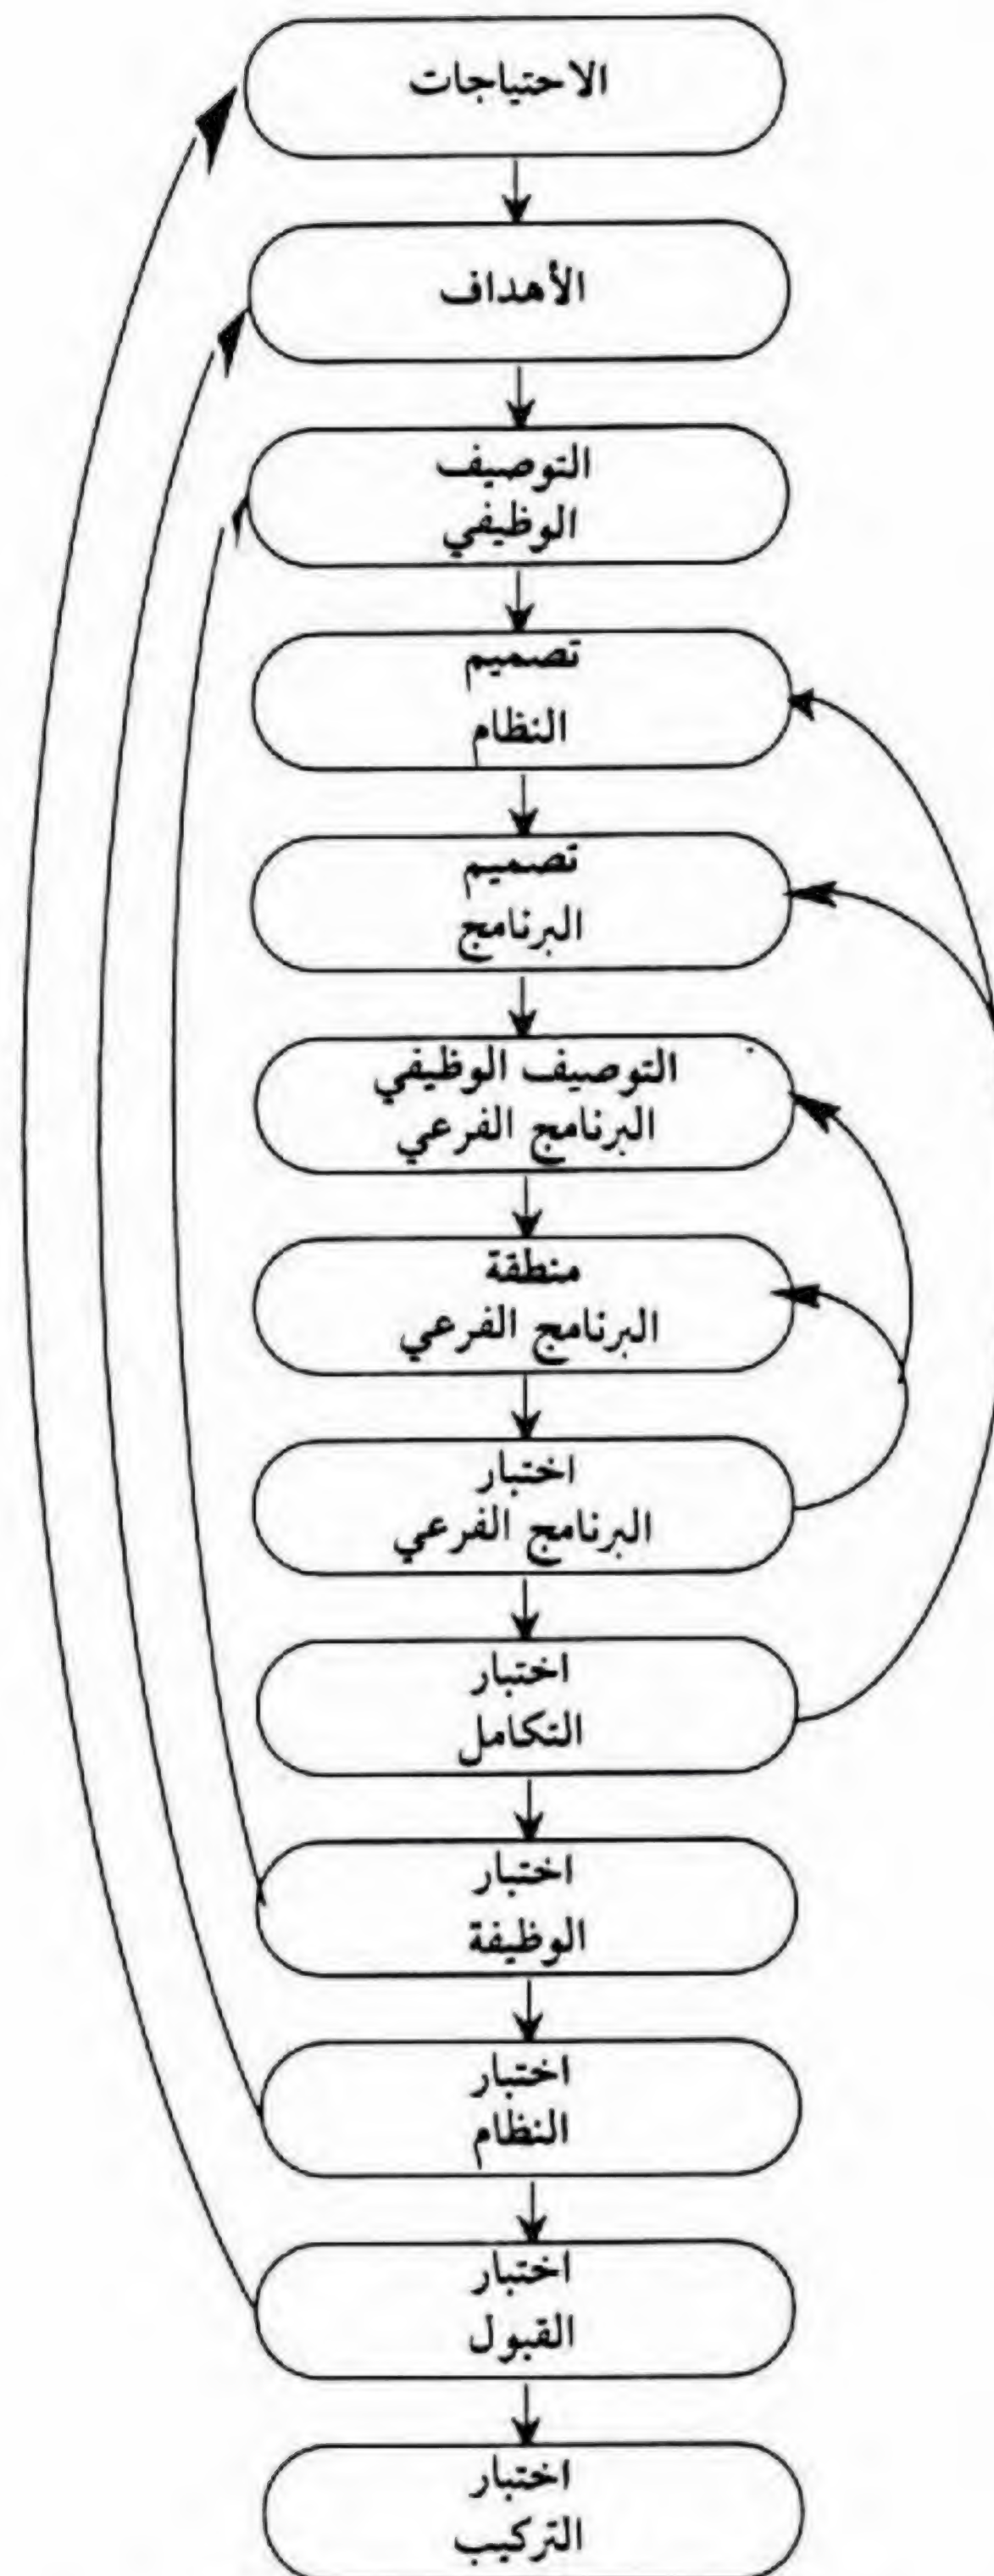 الاحتياجات
الأهداف
التوصيف
الوظيفي
تصميم
النظام
تصميم
البرنامج
التوصيف الوظيفي
البرنامج الفرعي
منطقة
البرنامج الفرعي
اختبار
البرنامج الفرعي
اختبار
التكامل
اختبار
الوظيفة
اختبار
النظام
اختبار
القبول
اختبار
التركيب